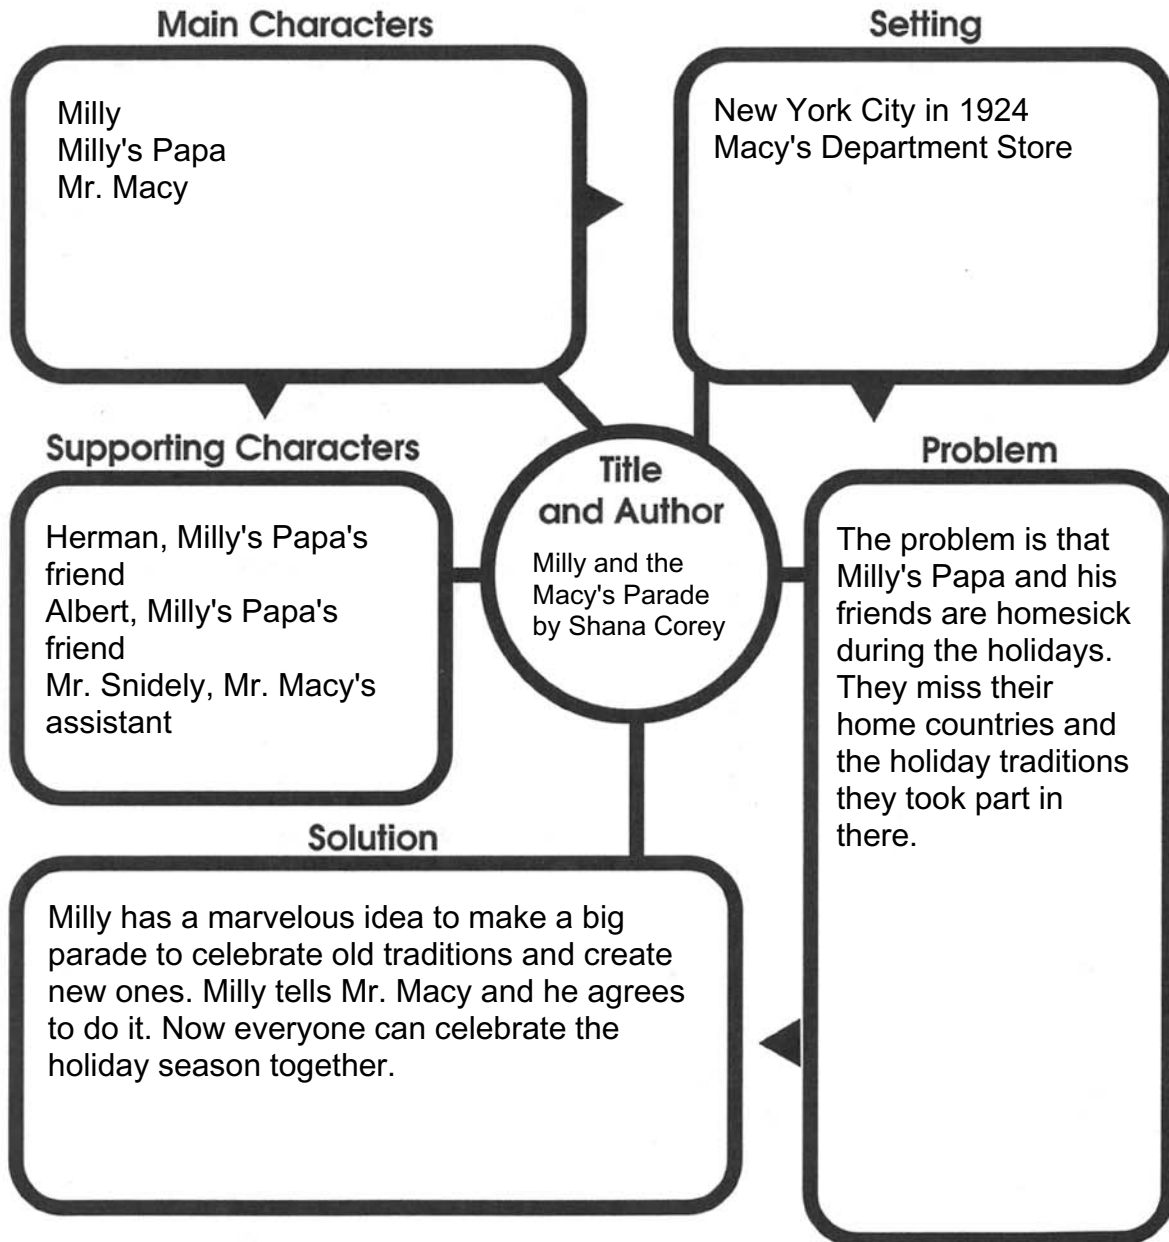 Main Characters
Milly
Milly's Papa
Mr. Macy
Setting
New York City in 1924
Macy's Department Store
Supporting Characters
Herman, Milly's Papa's
friend
Albert, Milly's Papa's
friend
Mr. Snidely, Mr. Macy's
assistant
Title
and Author
Milly and the
Macy's Parade
by Shana Corey
Problem
The problem is that
Milly's Papa and his
friends are homesick
during the holidays.
They miss their
home countries and
the holiday traditions
they took part in
there.
Solution
Milly has a marvelous idea to make a big
parade to celebrate old traditions and create
new ones. Milly tells Mr. Macy and he agrees
to do it. Now everyone can celebrate the
holiday season together.